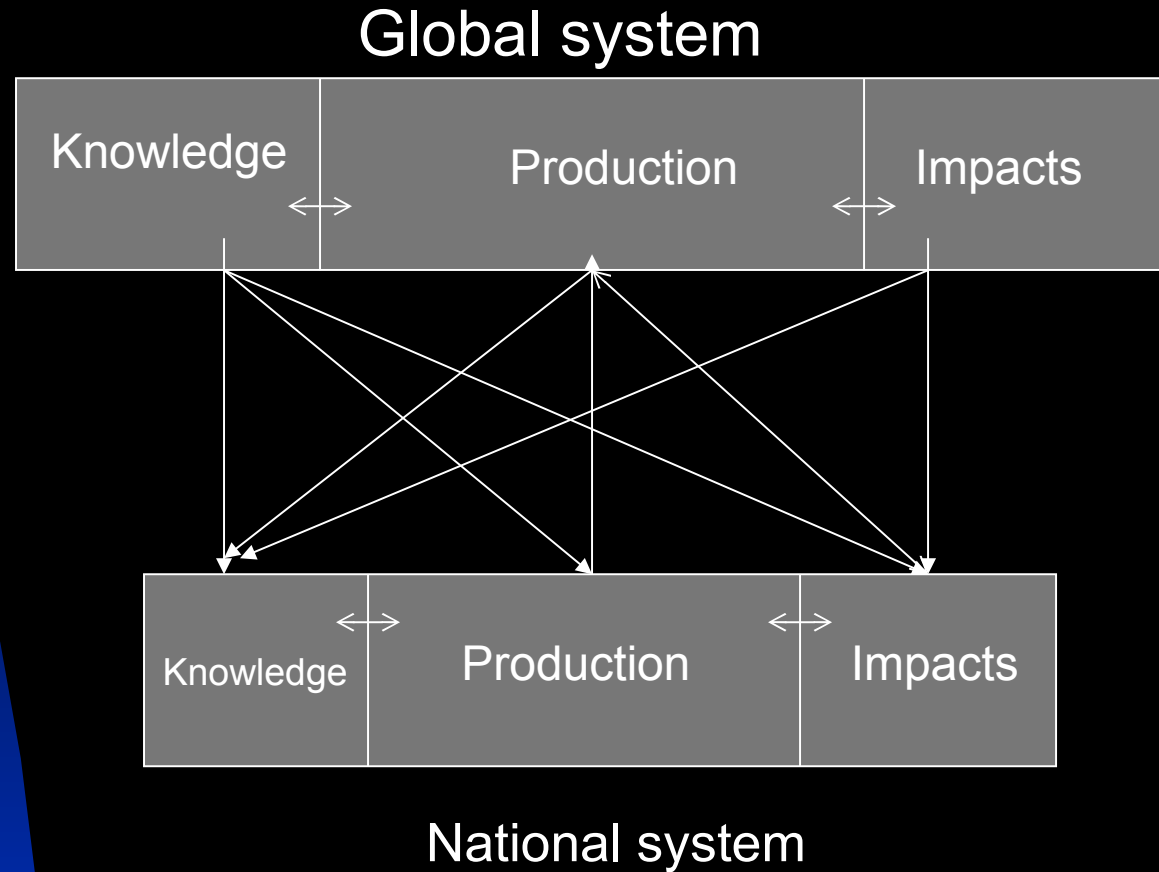 Global system
Knowledge
Production
Impacts
Knowledge
Production
Impacts
National system